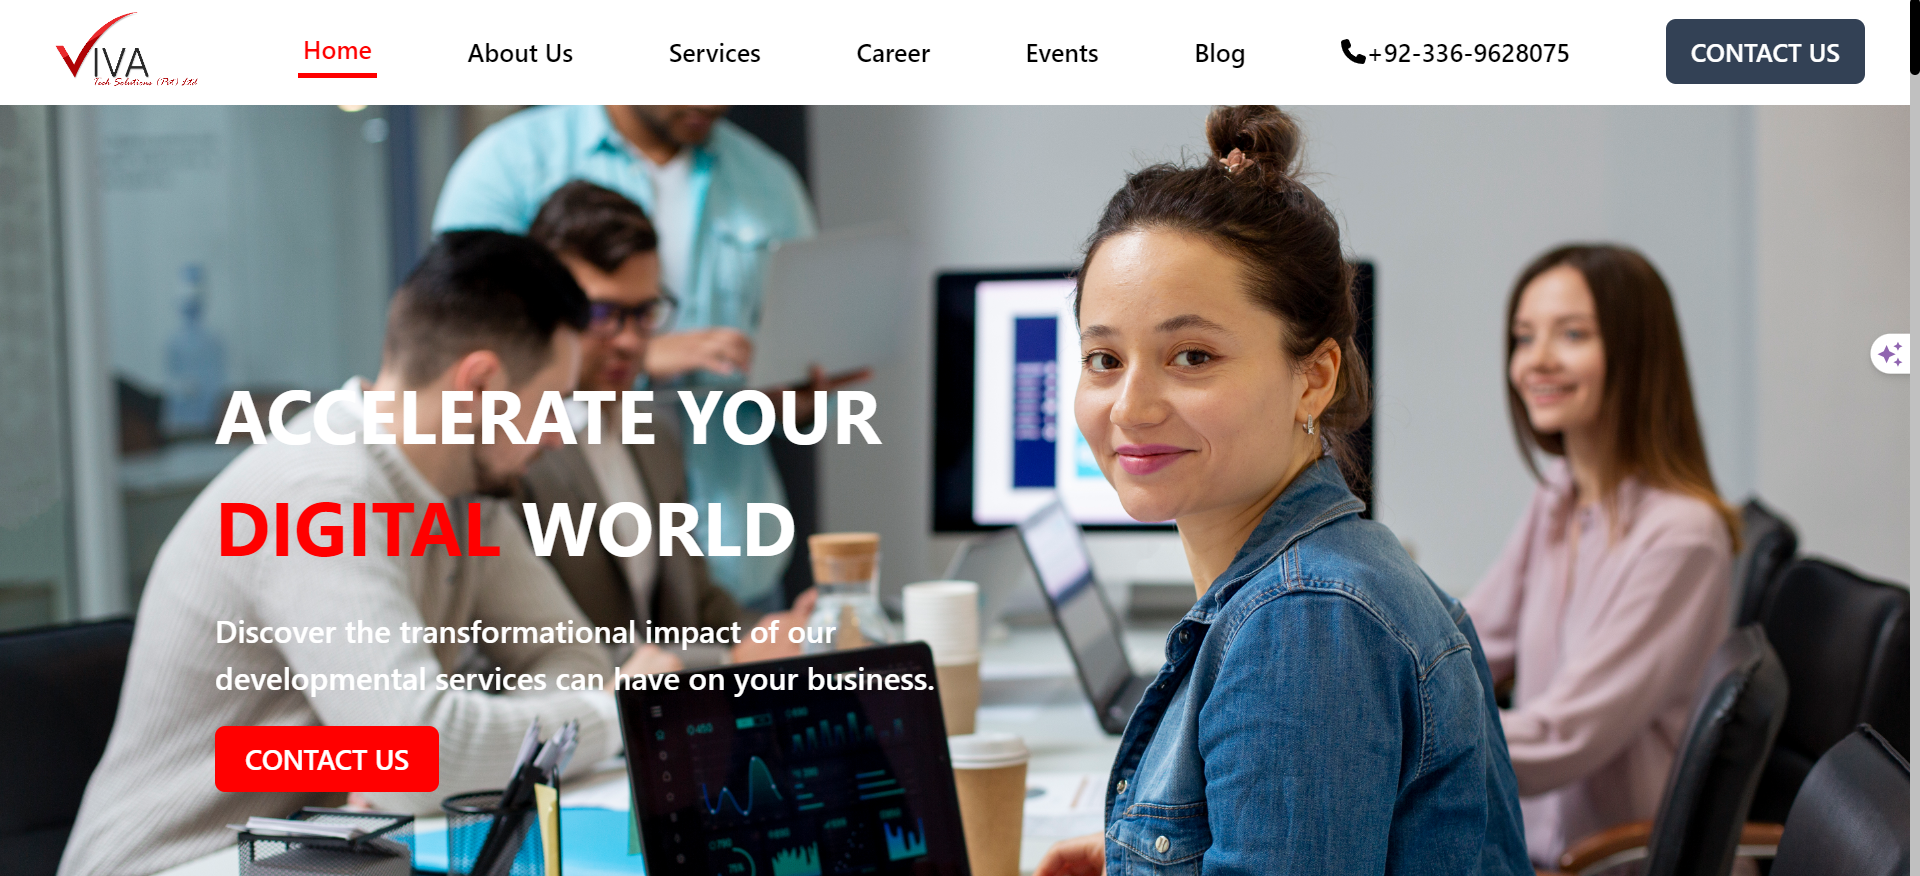 VIVA
Tech Solutions (Pvt) Ltd
Home
About Us
Services
Career
Events
Blog
+92-336-9628075
CONTACT US
ACCELERATE YOUR
DIGITAL WORLD
Discover the transformational impact of our
developmental services can have on your business.
CONTACT US